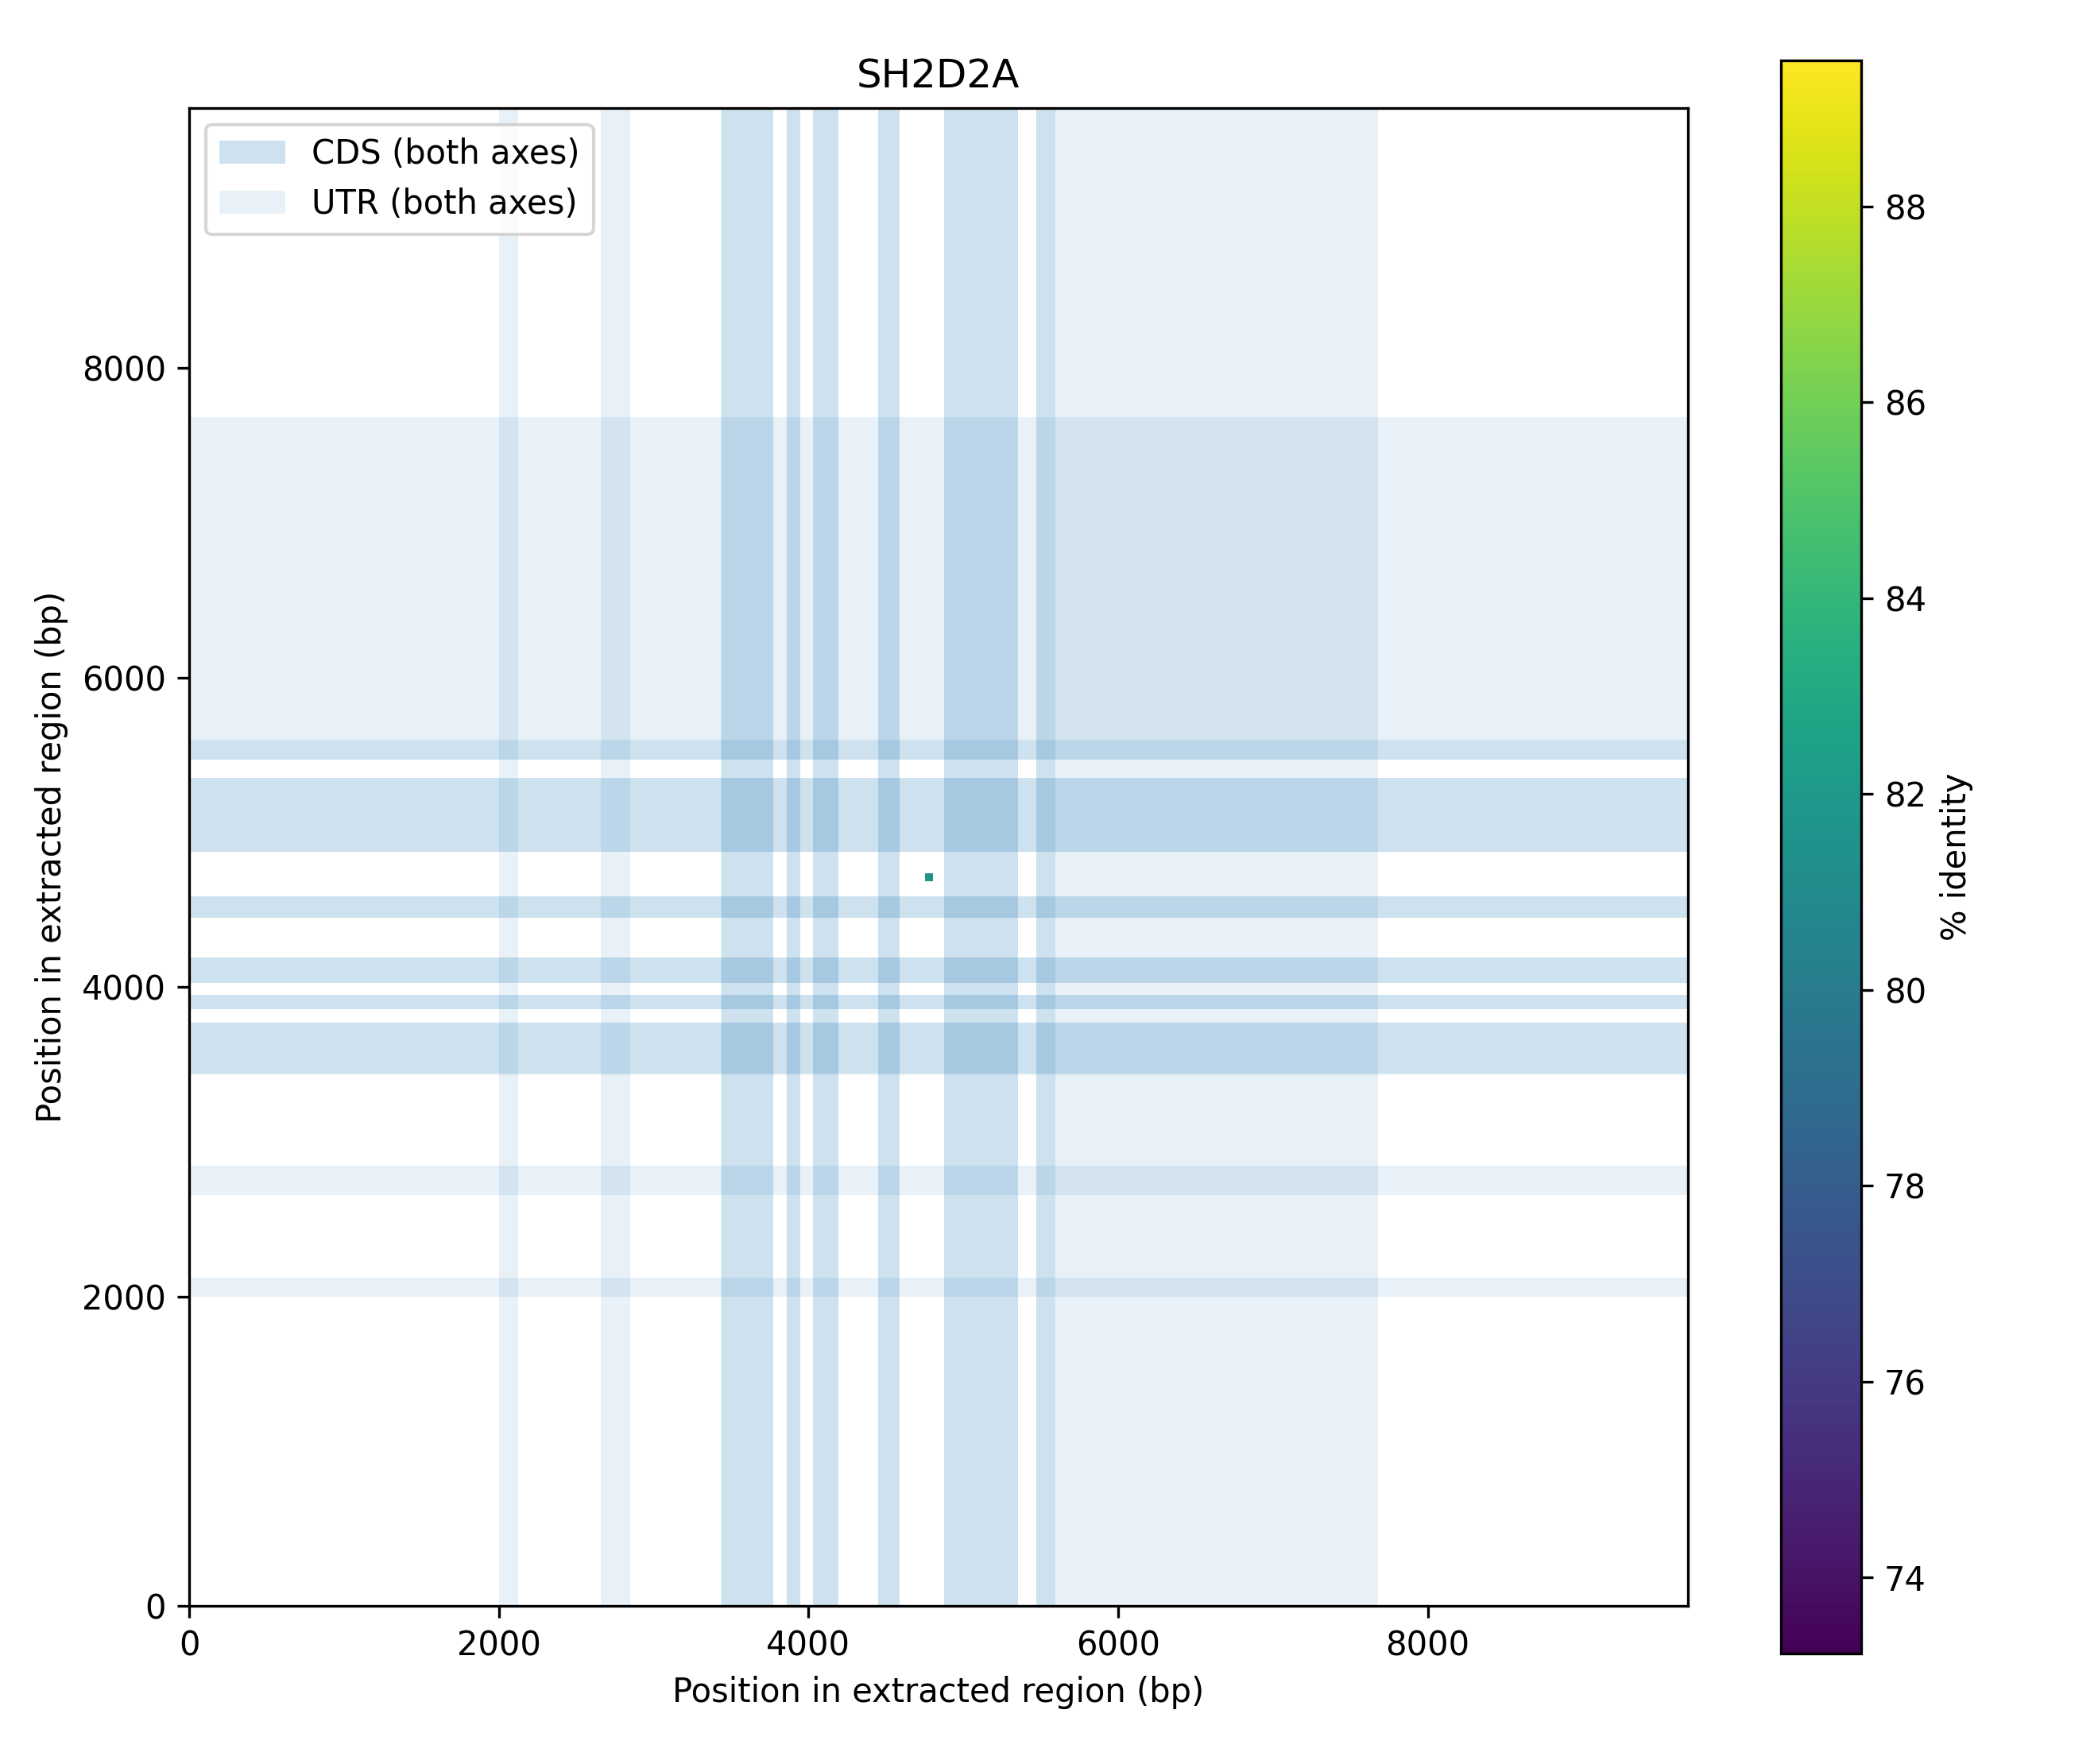 SH2D2A
CDS (both axes)
UTR (both axes)
Position in extracted region (bp)
8000
6000
4000
2000
0
0 2000 4000 6000 8000
Position in extracted region (bp)
88
86
84
82
80
78
76
74
% identity